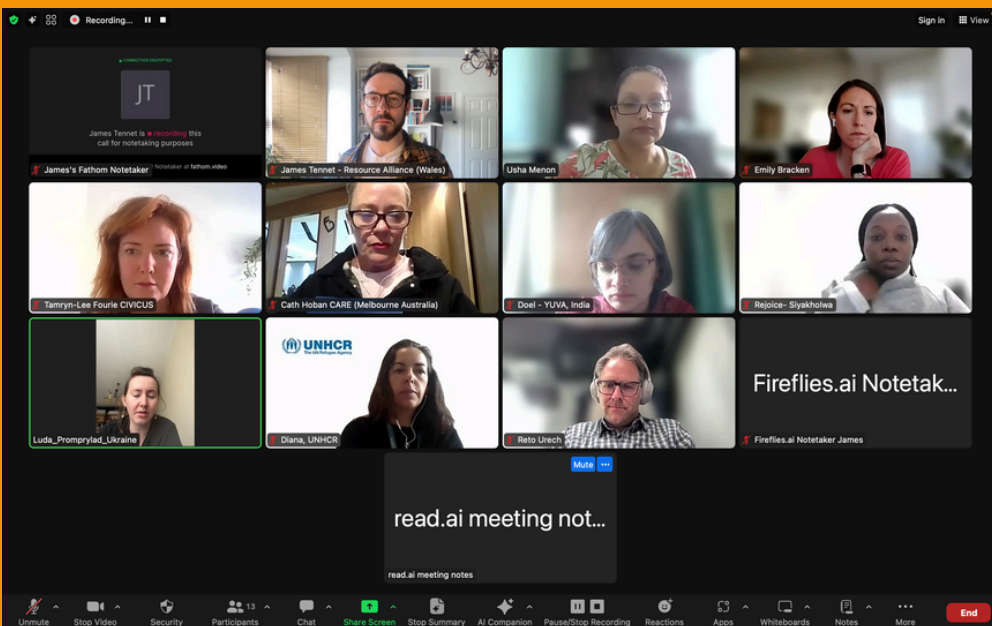 Recording...
Sign in
View
CONNECTION ENCRYPTED
JT
James Tennet is recording this
call for notetaking purposes
Notetaker at fathom.video
James's Fathom Notetaker
James Tennet - Resource Alliance (Wales)
Usha Menon
Emily Bracken
Tamryn-Lee Fourie CIVICUS
Cath Hoban CARE (Melbourne Australia)
Doel - YUVA, India
Rejoice- Siyakholwa
Luda_Promprylad_Ukraine
UNHCR
The UN Refugee Agency
Diana, UNHCR
Reto Urech
Fireflies.ai Notetak...
Fireflies.ai Notetaker James
Mute
read.ai meeting not...
read.ai meeting notes
Unmute
Stop Video
Security
13
Participants
Chat
Share Screen
Stop Summary
AI Companion
Pause/Stop Recording
Reactions
Apps
Whiteboards
Notes
More
End